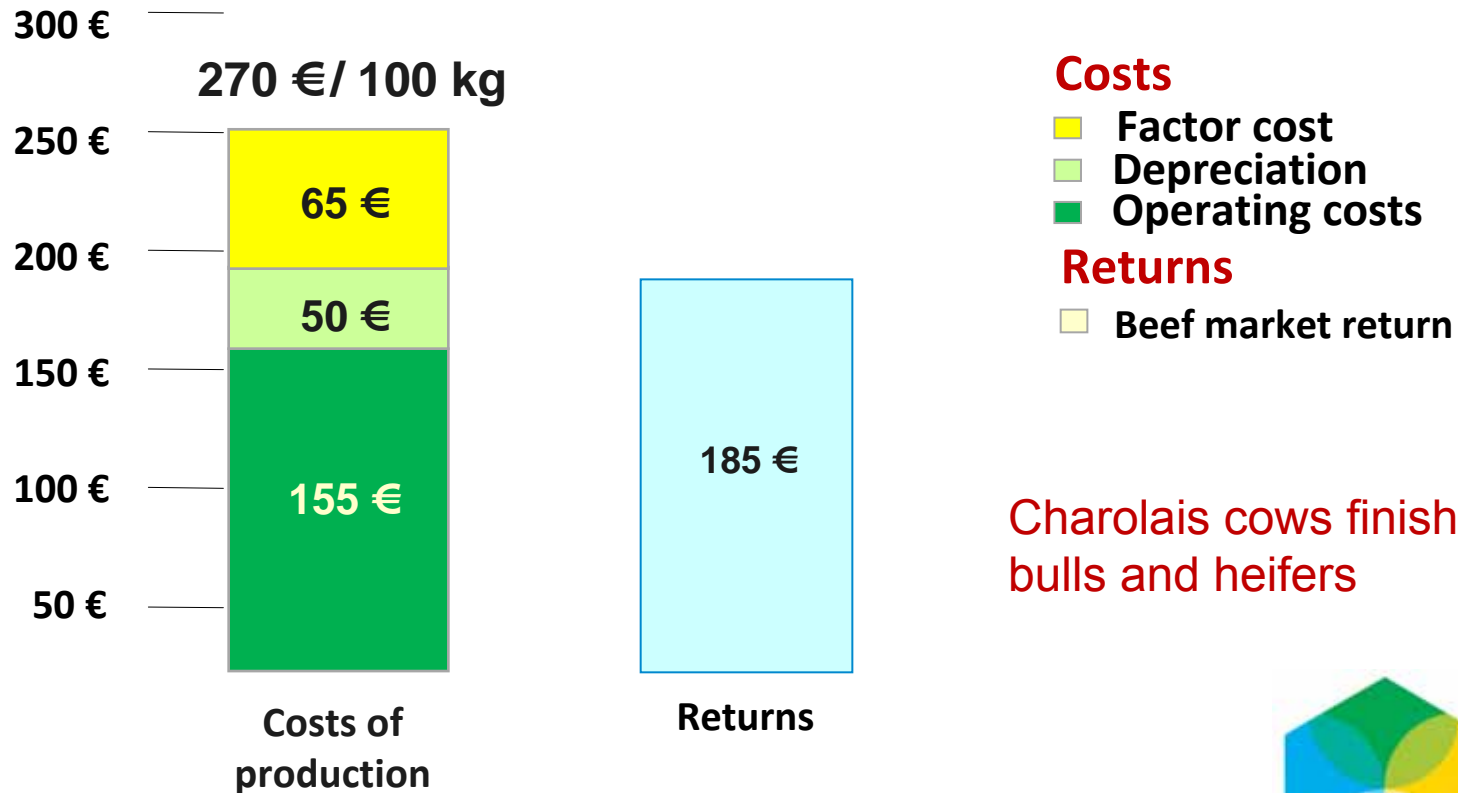 300 €
270 €/ 100 kg
250 €
200 €
150 €
100 €
50 €
65 €
50 €
155 €
185 €
Costs of
production
Returns
Costs
Factor cost
Depreciation
Operating costs
Returns
Beef market return
Charolais cows finish
bulls and heifers